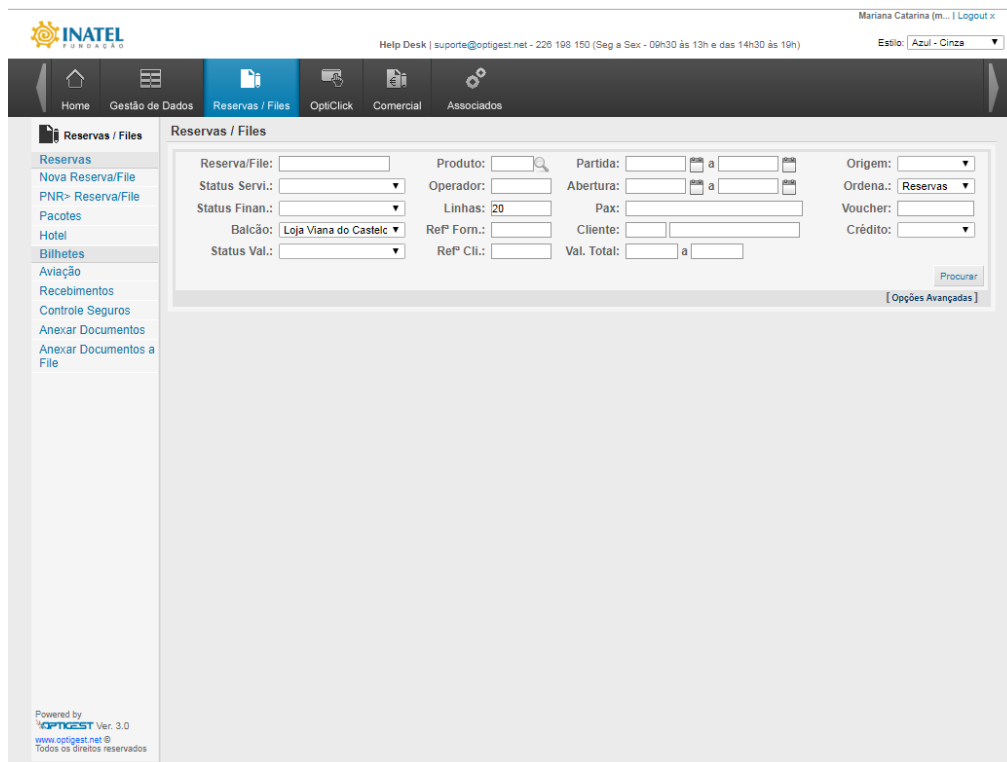 Mariana Catarina (m... | Logout x
INATEL
FUNDAÇÃO
Help Desk | suporte@optigest.net - 226 198 150 (Seg a Sex - 09h30 às 13h e das 14h30 às 19h)
Estilo: Azul - Cinza
Home Gestão de Dados Reservas / Files OptiClick Comercial Associados
Reservas / Files
Reservas
Nova Reserva/File
PNR> Reserva/File
Pacotes
Hotel
Bilhetes
Aviação
Recebimentos
Controle Seguros
Anexar Documentos
Anexar Documentos a
File
Reservas / Files
Reserva/File: Produto: Partida: a Origem:
Status Servi.: Operador: Abertura: a Ordena.: Reservas
Status Finan.: Linhas: 20 Pax: Voucher:
Balcão: Loja Viana do Castelo Refª Forn.: Cliente: Crédito:
Status Val.: Refª Cli.: Val. Total: a
Procurar
[ Opções Avançadas ]
Powered by
OPTIGEST Ver. 3.0
www.optigest.net ©
Todos os direitos reservados